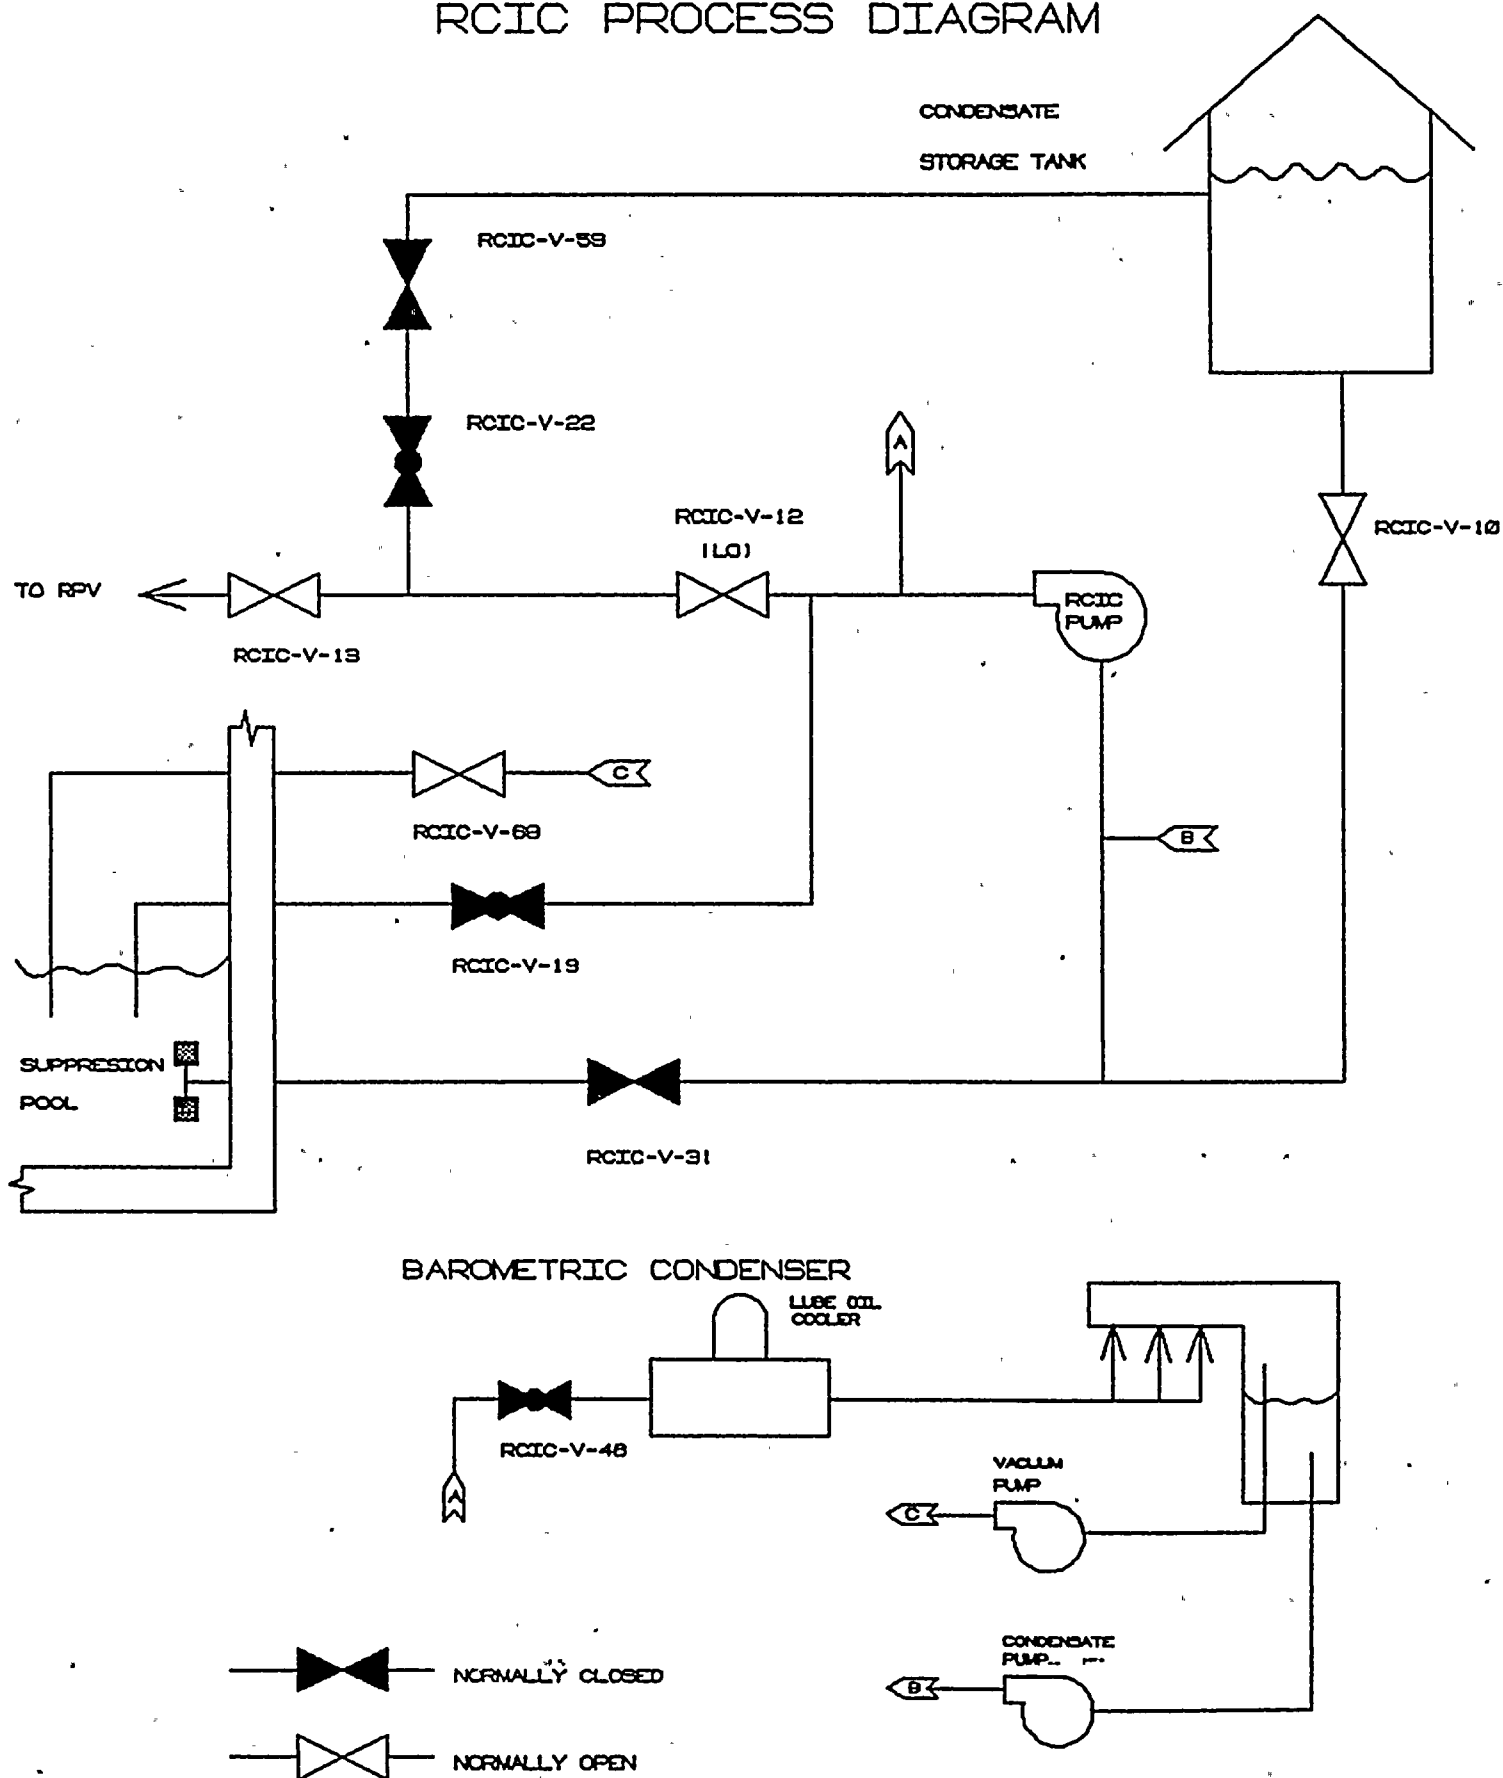 RCIC PROCESS DIAGRAM
CONDENSATE
STORAGE TANK
RCIC-V-59
RCIC-V-22
A
RCIC-V-12
(LO)
RCIC-V-10
TO RPV
RCIC
PUMP
RCIC-V-13
C
RCIC-V-69
B
RCIC-V-19
SUPPRESION
POOL
RCIC-V-31
BAROMETRIC CONDENSER
LUBE OIL
COOLER
RCIC-V-46
A
VACUUM
PUMP
C
CONDENSATE
PUMP
B
NORMALLY CLOSED
NORMALLY OPEN